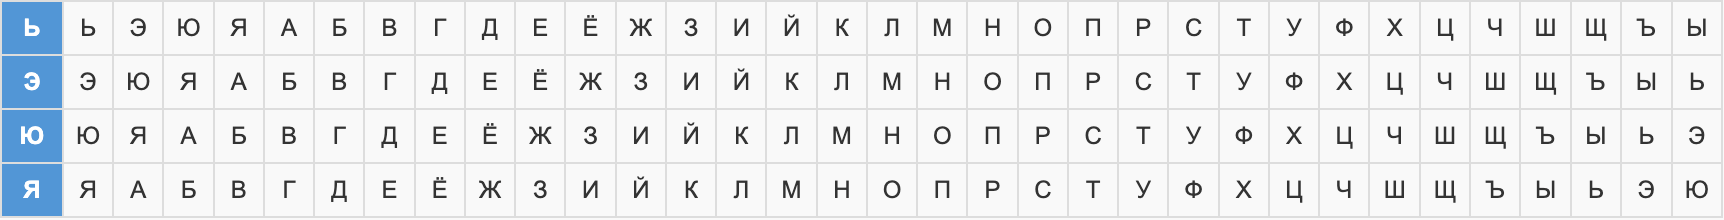 Ь Ь Э Ю Я А Б В Г Д Е Ё Ж З И Й К Л М Н О П Р С Т У Ф Х Ц Ч Ш Щ Ъ Ы
Э Э Ю Я А Б В Г Д Е Ё Ж З И Й К Л М Н О П Р С Т У Ф Х Ц Ч Ш Щ Ъ Ы Ь
Ю Ю Я А Б В Г Д Е Ё Ж З И Й К Л М Н О П Р С Т У Ф Х Ц Ч Ш Щ Ъ Ы Ь Э
Я Я А Б В Г Д Е Ё Ж З И Й К Л М Н О П Р С Т У Ф Х Ц Ч Ш Щ Ъ Ы Ь Э Ю